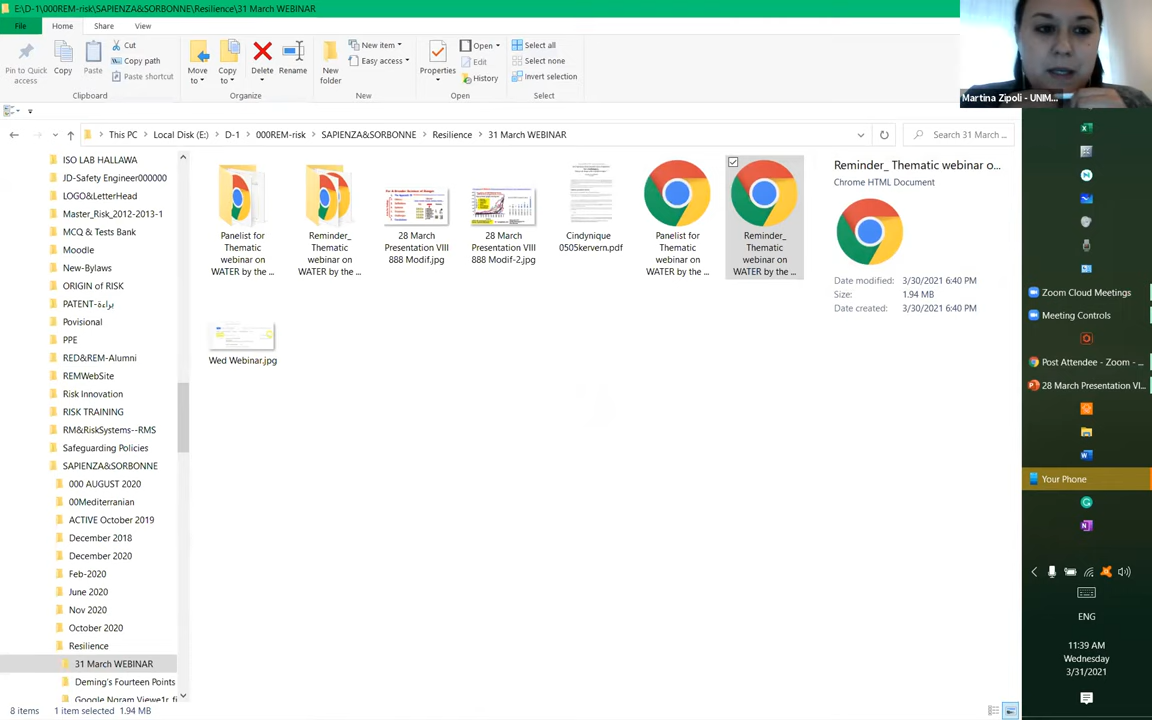 E:\D-1\000REM-risk\SAPIENZA&SORBONNE\Resilience\31 March WEBINAR
File
Home
Share
View
Pin to Quick
access
Copy
Paste
Cut
Copy path
Paste shortcut
Move
to
Copy
to
Delete
Rename
New
folder
New item
Easy access
Properties
Open
Edit
History
Select all
Select none
Invert selection
Clipboard
Organize
New
Open
Select
Martina Zipoli - UNIM...
This PC
Local Disk (E:)
D-1
000REM-risk
SAPIENZA&SORBONNE
Resilience
31 March WEBINAR
Search 31 March ...
ISO LAB HALLAWA
JD-Safety Engineer000000
LOGO&LetterHead
Master_Risk_2012-2013-1
MCQ & Tests Bank
Moodle
New-Bylaws
ORIGIN of RISK
PATENT-براءة
Povisional
PPE
RED&REM-Alumni
REMWebSite
Risk Innovation
RISK TRAINING
RM&RiskSystems--RMS
Safeguarding Policies
SAPIENZA&SORBONNE
000 AUGUST 2020
00Mediterranian
ACTIVE October 2019
December 2018
December 2020
Feb-2020
June 2020
Nov 2020
October 2020
Resilience
31 March WEBINAR
Deming's Fourteen Points
Google Ngram Viewe1r_fi
Panelist for
Thematic
webinar on
WATER by the ...
Reminder_
Thematic
webinar on
WATER by the ...
28 March
Presentation VIII
888 Modif.jpg
28 March
Presentation VIII
888 Modif-2.jpg
Cindynique
0505kervern.pdf
Panelist for
Thematic
webinar on
WATER by the ...
Reminder_
Thematic
webinar on
WATER by the ...
Wed Webinar.jpg
Reminder_ Thematic webinar o...
Chrome HTML Document
Date modified: 3/30/2021 6:40 PM
Size: 1.94 MB
Date created: 3/30/2021 6:40 PM
Zoom Cloud Meetings
Meeting Controls
Post Attendee - Zoom - ...
28 March Presentation VI...
Your Phone
ENG
11:39 AM
Wednesday
3/31/2021
8 items
1 item selected 1.94 MB